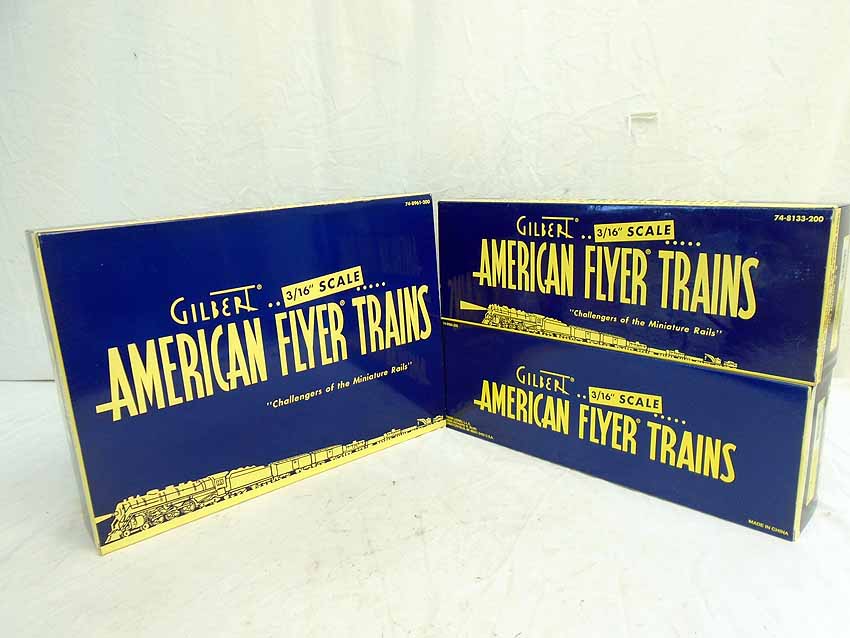 74-8961-200
GILBERT®
3/16" SCALE
AMERICAN FLYER® TRAINS
"Challengers of the Miniature Rails"
74-8133-200
GILBERT®
3/16" SCALE
AMERICAN FLYER® TRAINS
"Challengers of the Miniature Rails"
GILBERT®
3/16" SCALE
AMERICAN FLYER® TRAINS
MADE IN CHINA